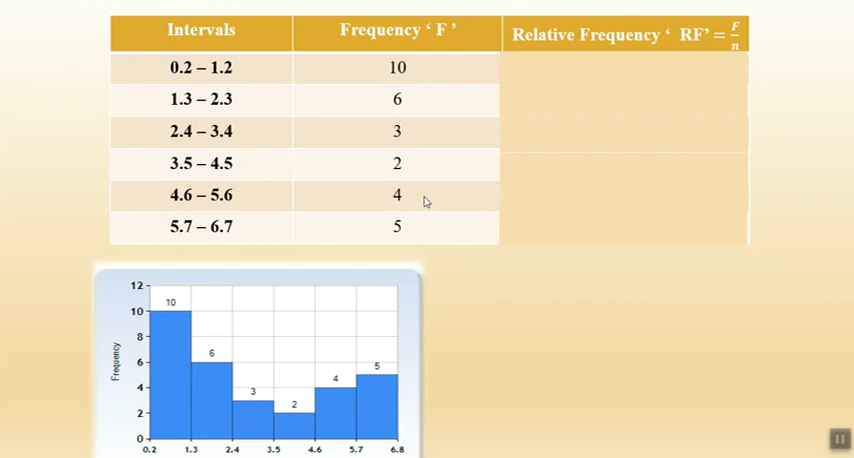 Intervals Frequency ‘ F ’ Relative Frequency ‘ RF’ = F/n
0.2 – 1.2 10
1.3 – 2.3 6
2.4 – 3.4 3
3.5 – 4.5 2
4.6 – 5.6 4
5.7 – 6.7 5
12
10
8
6
4
2
0
Frequency
10
6
3
2
4
5
0.2 1.3 2.4 3.5 4.6 5.7 6.8